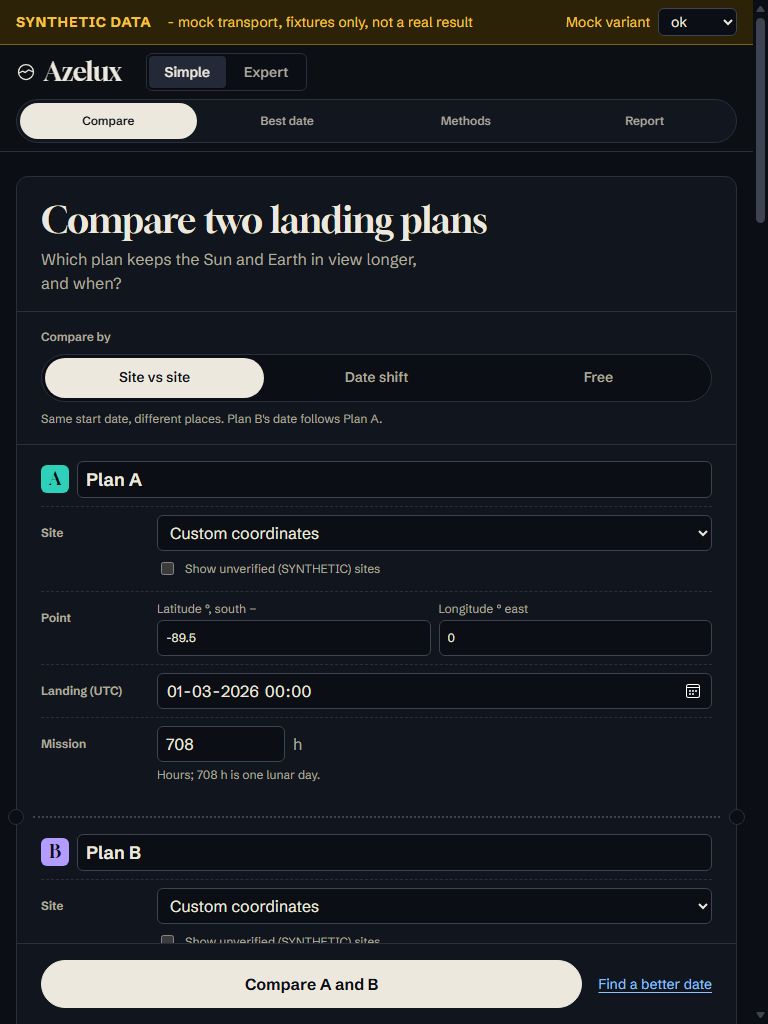 SYNTHETIC DATA - mock transport, fixtures only, not a real result Mock variant ok
Azelux Simple Expert
Compare Best date Methods Report
Compare two landing plans
Which plan keeps the Sun and Earth in view longer,
and when?
Compare by
Site vs site Date shift Free
Same start date, different places. Plan B's date follows Plan A.
A Plan A
Site Custom coordinates
Show unverified (SYNTHETIC) sites
Latitude °, south − Longitude ° east
Point -89.5 0
Landing (UTC) 01-03-2026 00:00
Mission 708 h
Hours; 708 h is one lunar day.
B Plan B
Site Custom coordinates
Show unverified (SYNTHETIC) sites
Compare A and B Find a better date